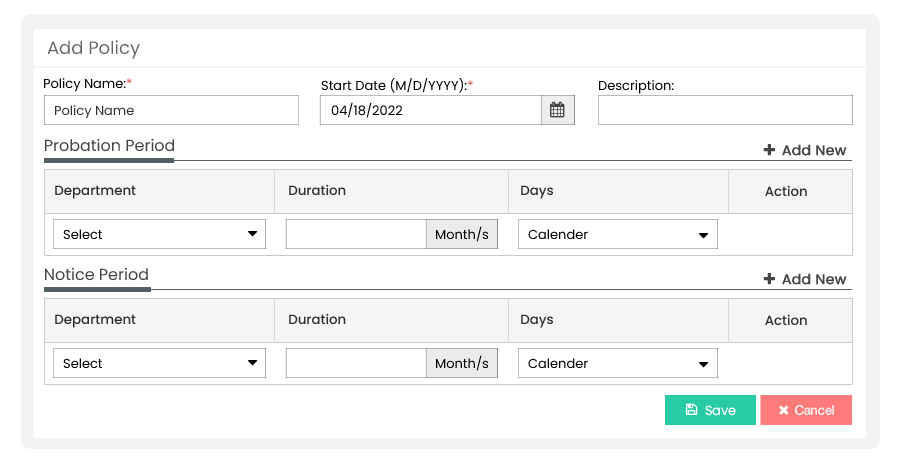 Add Policy
Policy Name:* Start Date (M/D/YYYY):* Description:
Policy Name 04/18/2022
Probation Period + Add New
Department Duration Days Action
Select Month/s Calender
Notice Period + Add New
Department Duration Days Action
Select Month/s Calender
Save Cancel